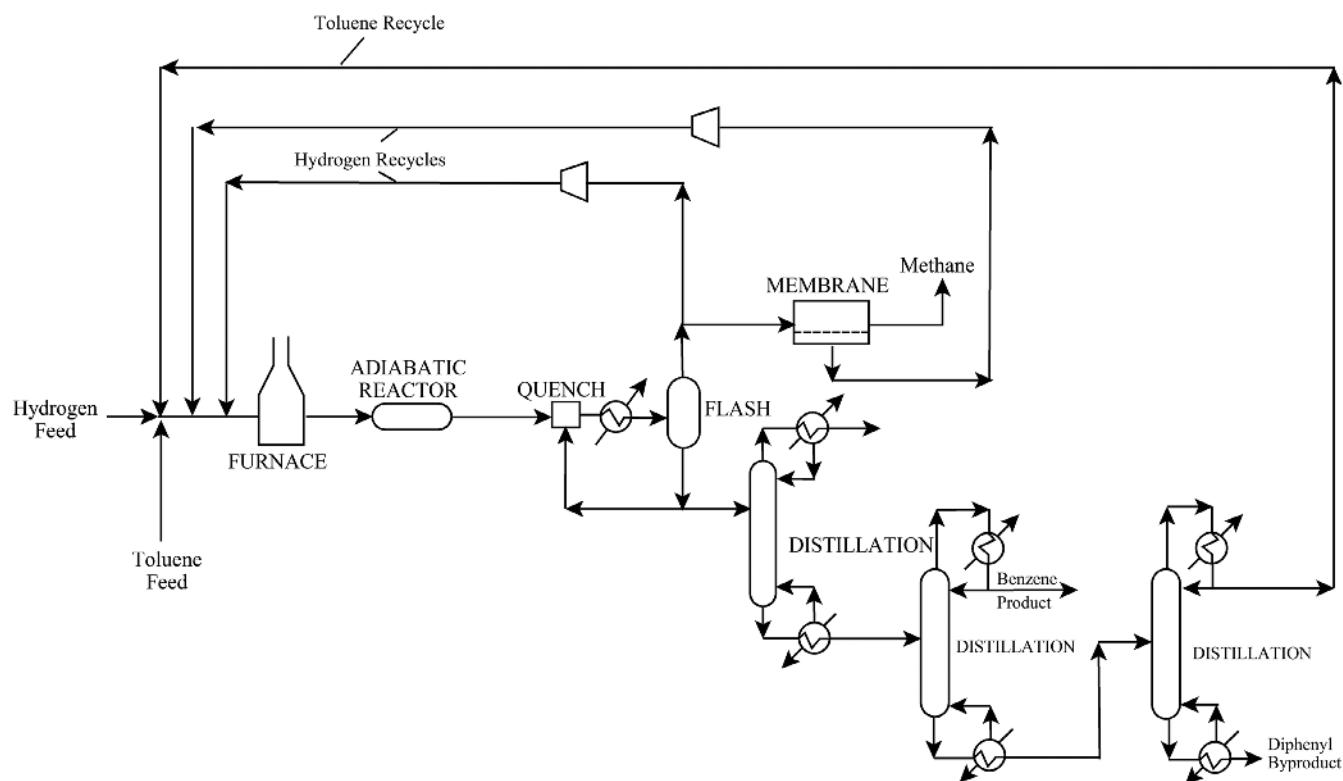 Toluene Recycle
Hydrogen Recycles
Methane
MEMBRANE
ADIABATIC
REACTOR
QUENCH
FLASH
Hydrogen
Feed
FURNACE
Toluene
Feed
DISTILLATION
Benzene
Product
DISTILLATION
DISTILLATION
Diphenyl
Byproduct